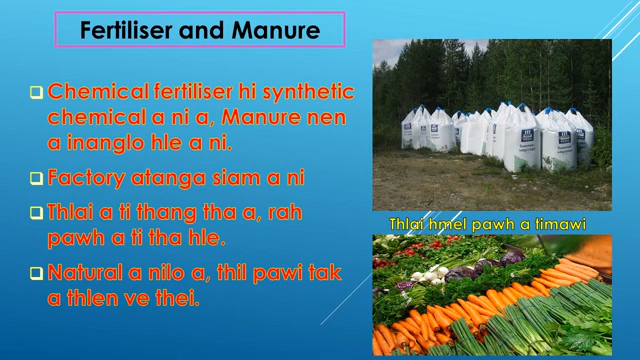 Fertiliser and Manure
Chemical fertiliser hi synthetic
chemical a ni a, Manure nen
a inanglo hle a ni.
Factory atanga siam a ni
Thlai a ti thang tha a, rah
pawh a ti tha hle.
Natural a nilo a, thil pawi tak
a thlen ve thei.
Thlai hmel pawh a timawi